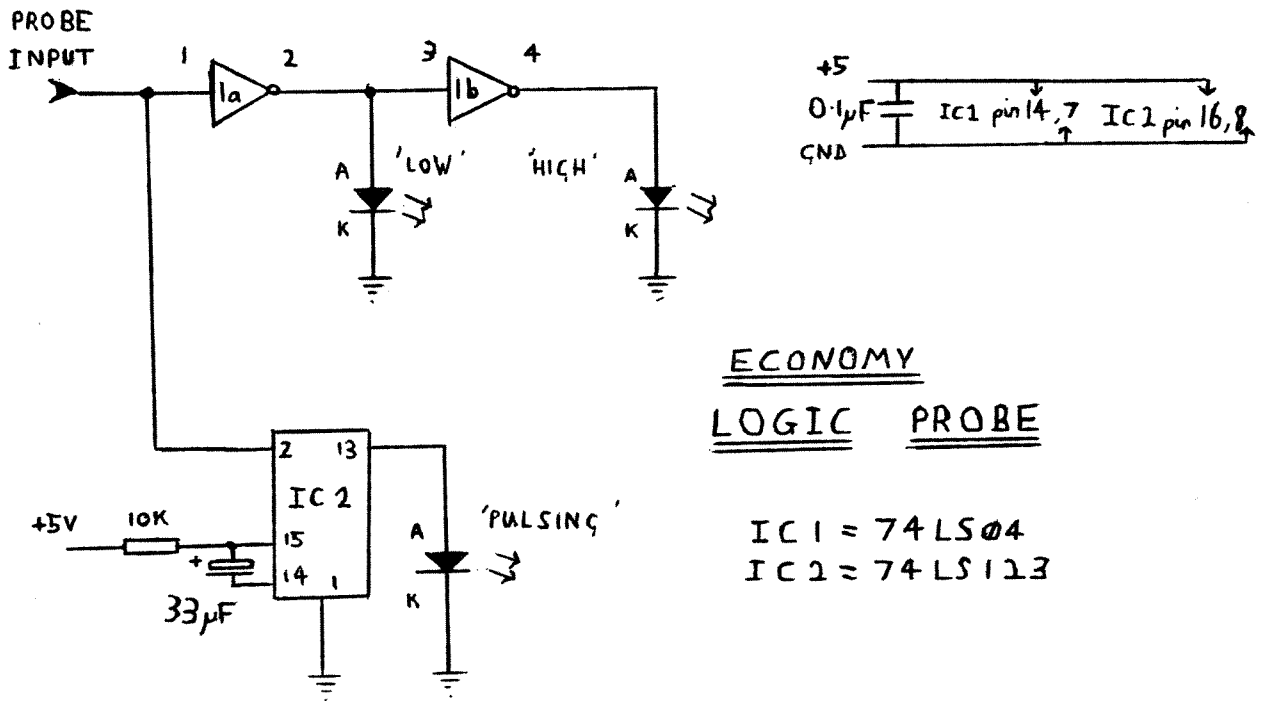 PROBE
INPUT
1
1a
2
3
1b
4
A
K
'LOW'
'HIGH'
A
K
+5
0.1µF
GND
IC1 pin 14,7
IC2 pin 16,8
ECONOMY
LOGIC PROBE
IC1 = 74LS04
IC2 = 74LS123
2
13
IC2
15
14
1
+5V
10K
+
33µF
A
K
'PULSING'